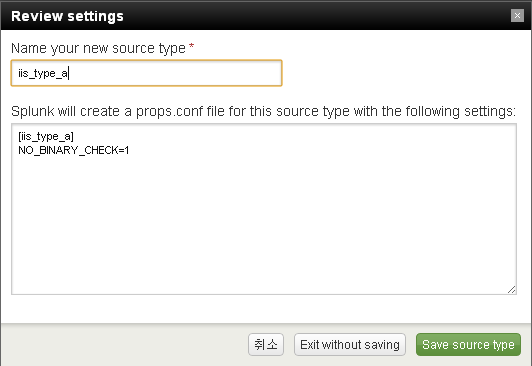 Review settings
Name your new source type *
iis_type_a
Splunk will create a props.conf file for this source type with the following settings:
[iis_type_a]
NO_BINARY_CHECK=1
취소
Exit without saving
Save source type